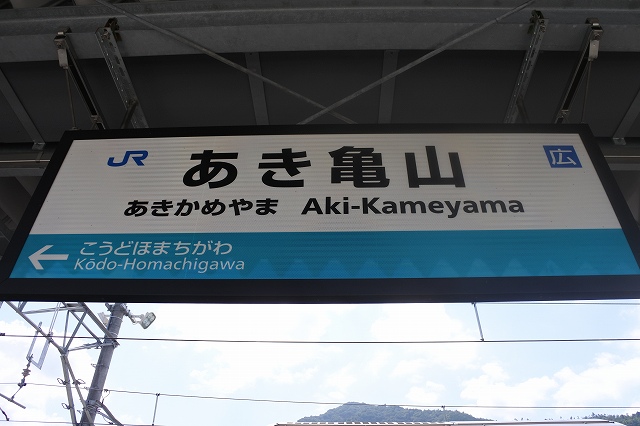 JR あき亀山 広
あきかめやま Aki-Kameyama
こうどほまちがわ
Kōdo-Homachigawa